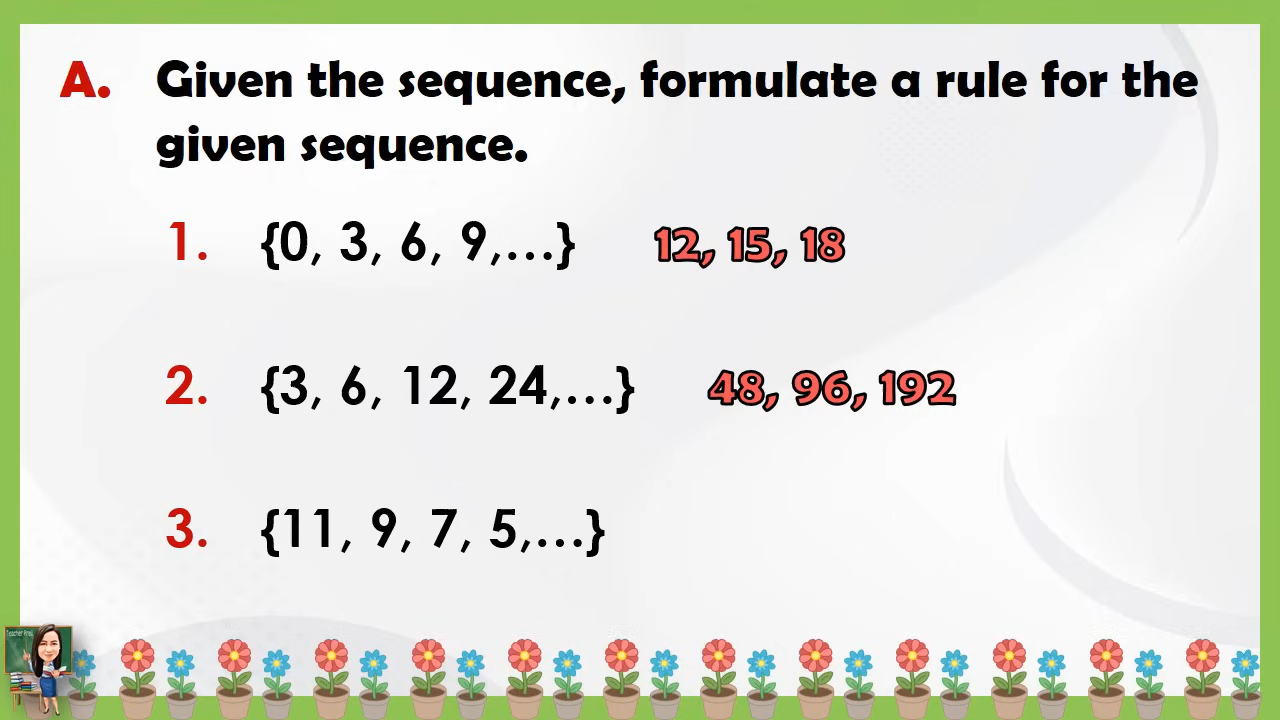 A. Given the sequence, formulate a rule for the
given sequence.
1. {0, 3, 6, 9,...} 12, 15, 18
2. {3, 6, 12, 24,...} 48, 96, 192
3. {11, 9, 7, 5,...}